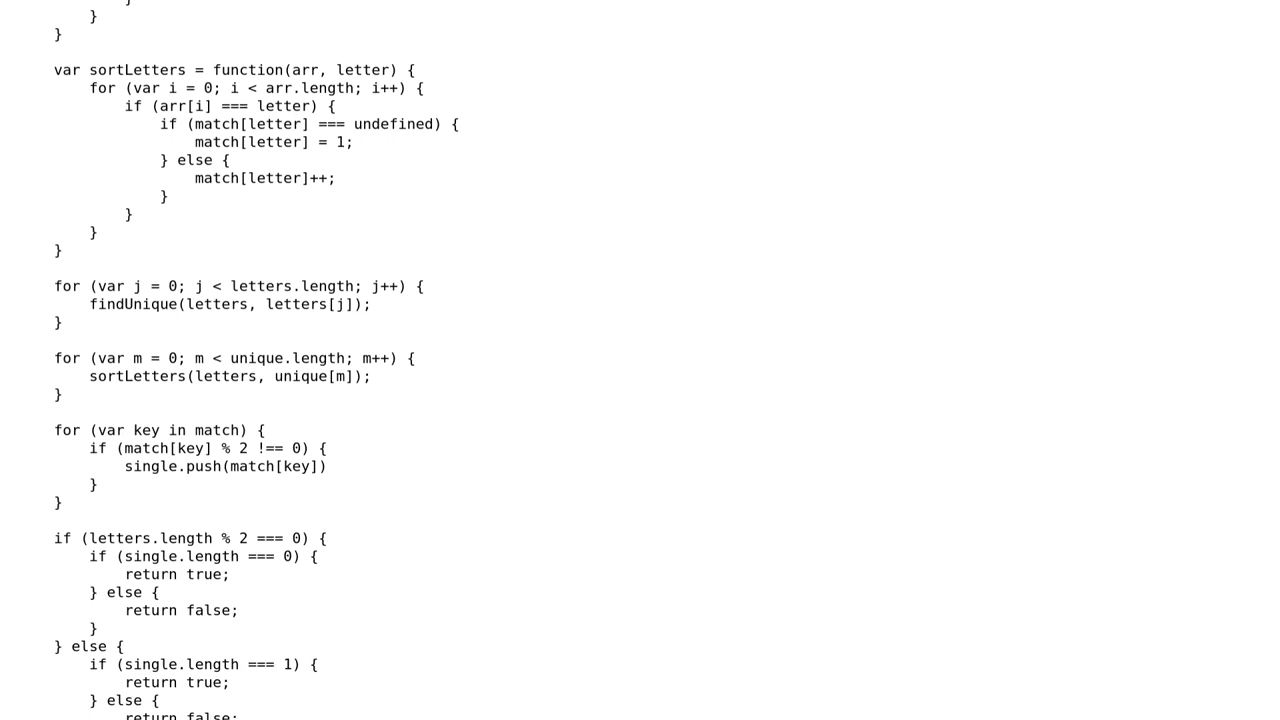 }
}
}
var sortLetters = function(arr, letter) {
for (var i = 0; i < arr.length; i++) {
if (arr[i] === letter) {
if (match[letter] === undefined) {
match[letter] = 1;
} else {
match[letter]++;
}
}
}
}
for (var j = 0; j < letters.length; j++) {
findUnique(letters, letters[j]);
}
for (var m = 0; m < unique.length; m++) {
sortLetters(letters, unique[m]);
}
for (var key in match) {
if (match[key] % 2 !== 0) {
single.push(match[key])
}
}
if (letters.length % 2 === 0) {
if (single.length === 0) {
return true;
} else {
return false;
}
} else {
if (single.length === 1) {
return true;
} else {
return false;